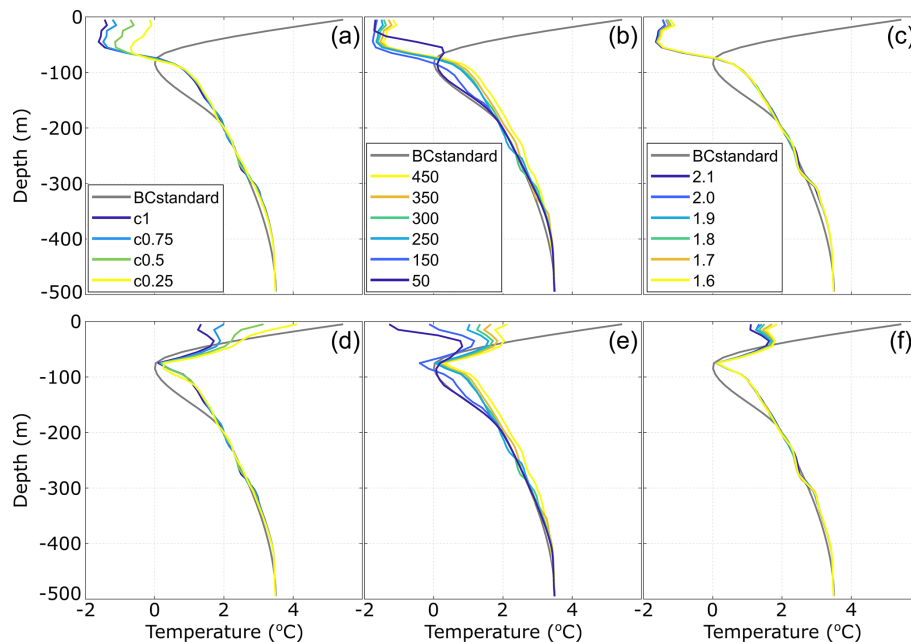 0
-100
-200
-300
-400
-500
Depth (m)
(a)
BCstandard
c1
c0.75
c0.5
c0.25
(b)
BCstandard
450
350
300
250
150
50
(c)
BCstandard
2.1
2.0
1.9
1.8
1.7
1.6
0
-100
-200
-300
-400
-500
Depth (m)
(d)
(e)
(f)
-2 0 2 4 -2 0 2 4 -2 0 2 4
Temperature (°C) Temperature (°C) Temperature (°C)